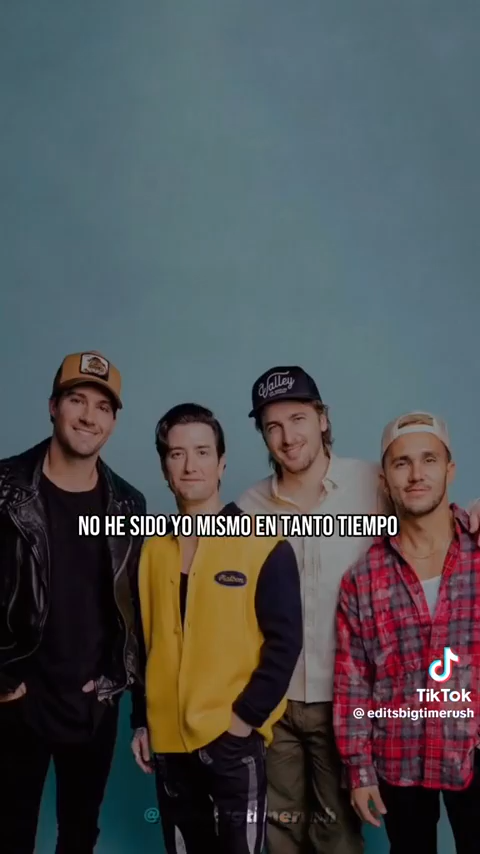 Valley
NO HE SIDO YO MISMO EN TANTO TIEMPO
TikTok
@ editsbigtimerush